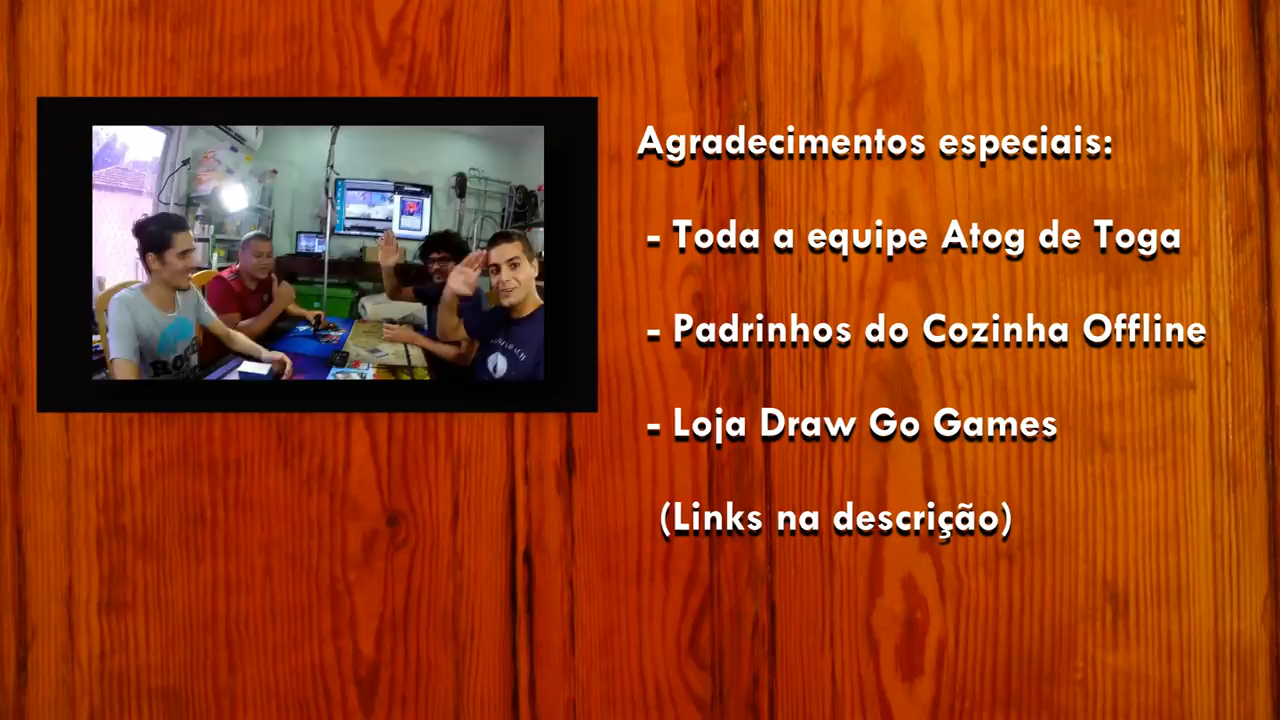 Agradecimentos especiais:
- Toda a equipe Atog de Toga
- Padrinhos do Cozinha Offline
- Loja Draw Go Games
(Links na descrição)